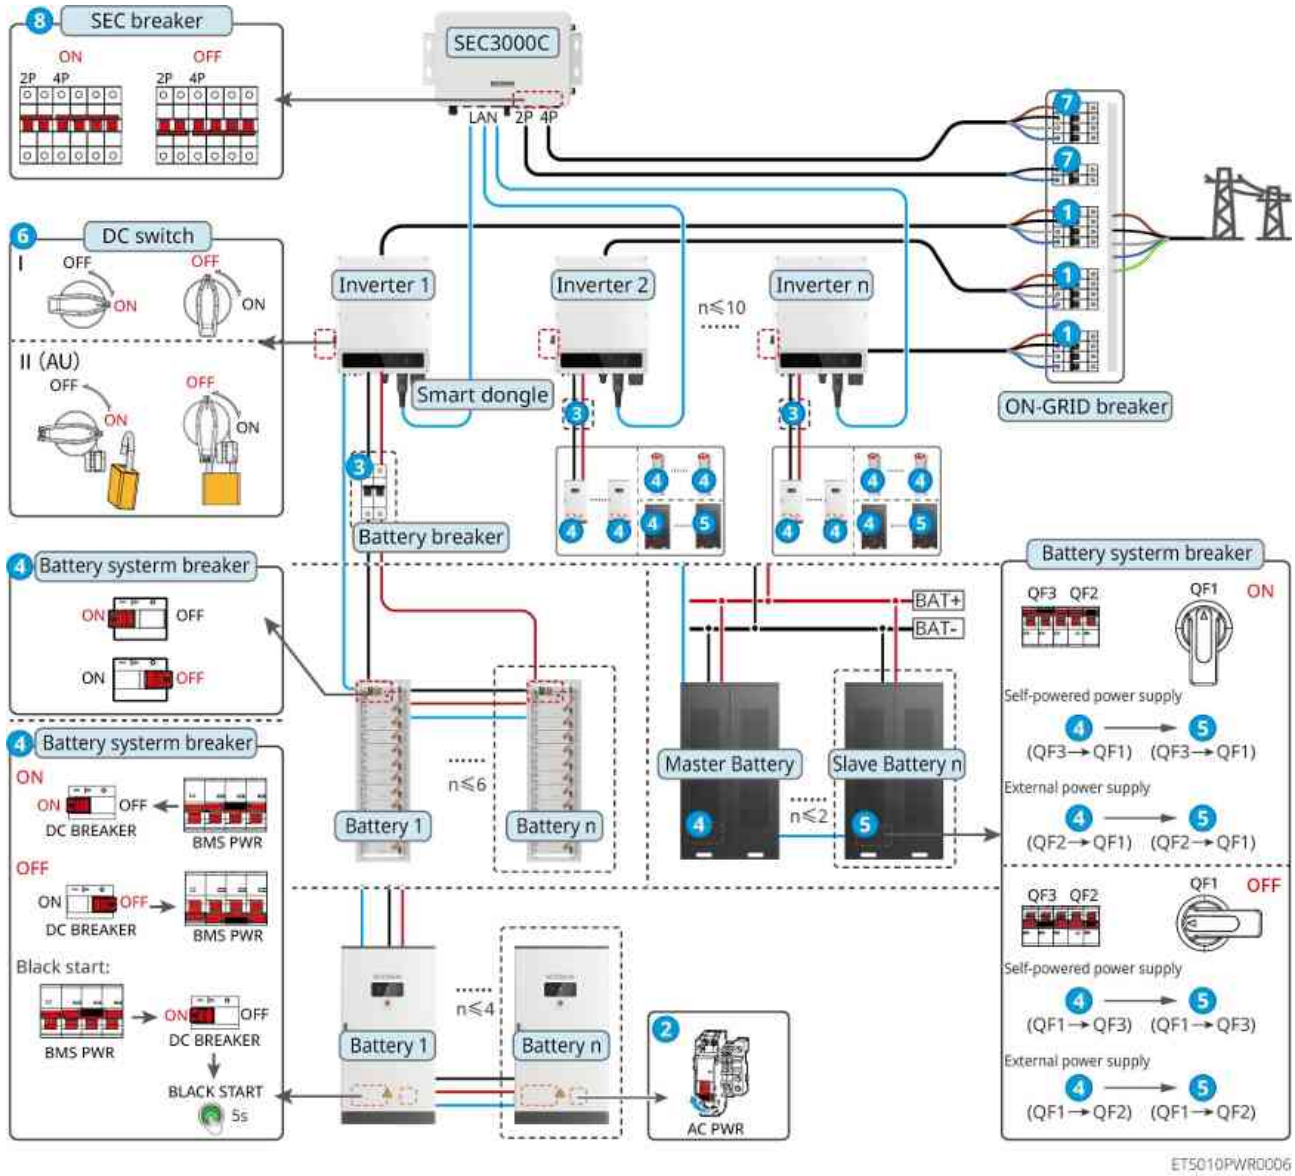 8 SEC breaker
ON OFF
2P 4P 2P 4P
SEC3000C
LAN 2P 4P
7
7
1
1
1
ON-GRID breaker
6 DC switch
I OFF OFF
ON ON
II (AU)
OFF OFF
ON ON
Inverter 1 Inverter 2 Inverter n
n≤10
......
Smart dongle
3 3 3
4 4 4 4
4 4 4 5 4 4 4 5
Battery breaker
4 Battery systerm breaker
ON OFF
ON OFF
BAT+
BAT-
Master Battery Slave Battery n
......
n≤6
......
n≤2
4 5
Battery 1 Battery n
4 Battery systerm breaker
ON
ON OFF
DC BREAKER
BMS PWR
OFF
ON OFF
DC BREAKER
BMS PWR
Black start:
ON OFF
BMS PWR
DC BREAKER
BLACK START
5s
......
n≤4
Battery 1 Battery n
2
AC PWR
Battery systerm breaker
QF3 QF2 QF1 ON
Self-powered power supply
4 → 5
(QF3→QF1) (QF3→QF1)
External power supply
4 → 5
(QF2→QF1) (QF2→QF1)
QF3 QF2 QF1 OFF
Self-powered power supply
4 → 5
(QF1→QF3) (QF1→QF3)
External power supply
4 → 5
(QF1→QF2) (QF1→QF2)
ET5010PWR0006